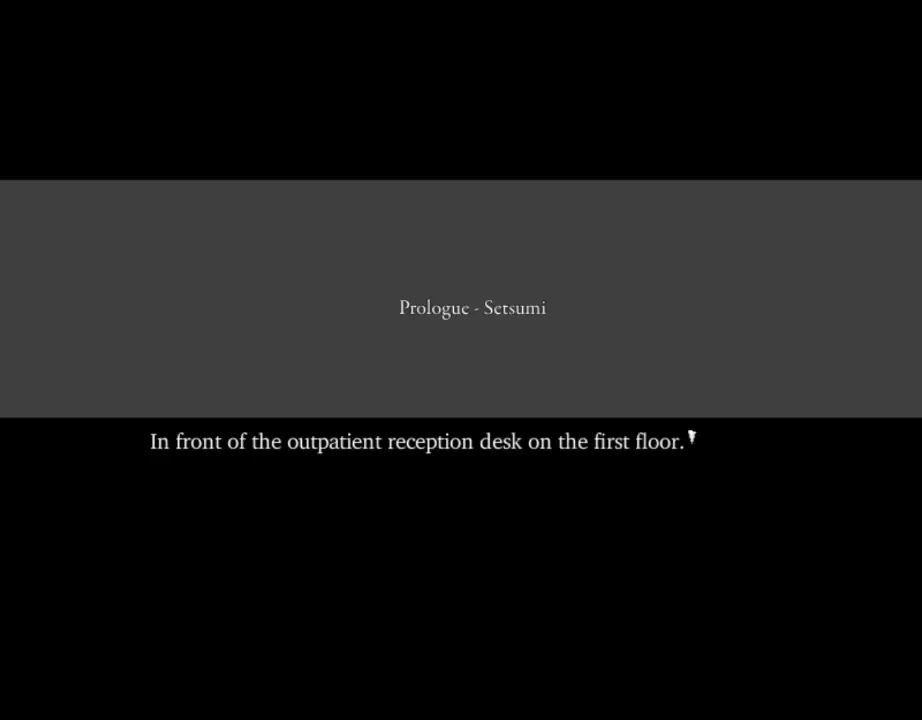 Prologue - Setsumi
In front of the outpatient reception desk on the first floor.